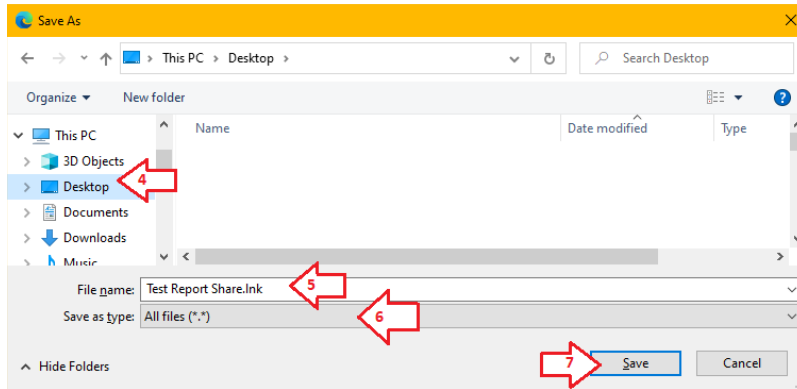 Save As
This PC > Desktop >
Search Desktop
Organize
New folder
?
Name
Date modified
Type
This PC
3D Objects
Desktop
4
Documents
Downloads
Music
File name:
Test Report Share.lnk
5
Save as type:
All files (*.*)
6
Hide Folders
7
Save
Cancel